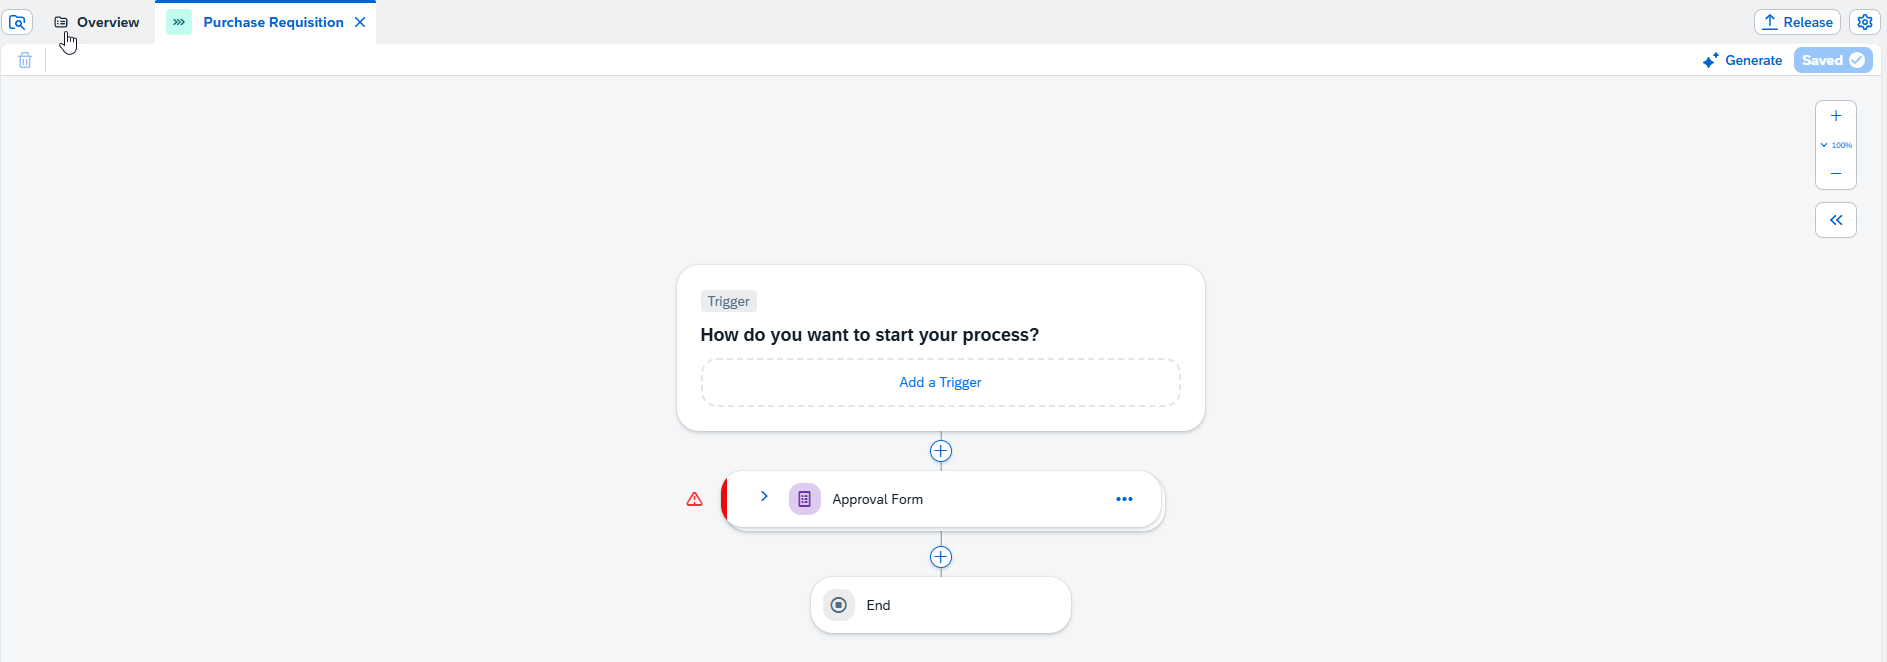 Overview
Purchase Requisition
Release
Generate
Saved
100%
Trigger
How do you want to start your process?
Add a Trigger
Approval Form
End